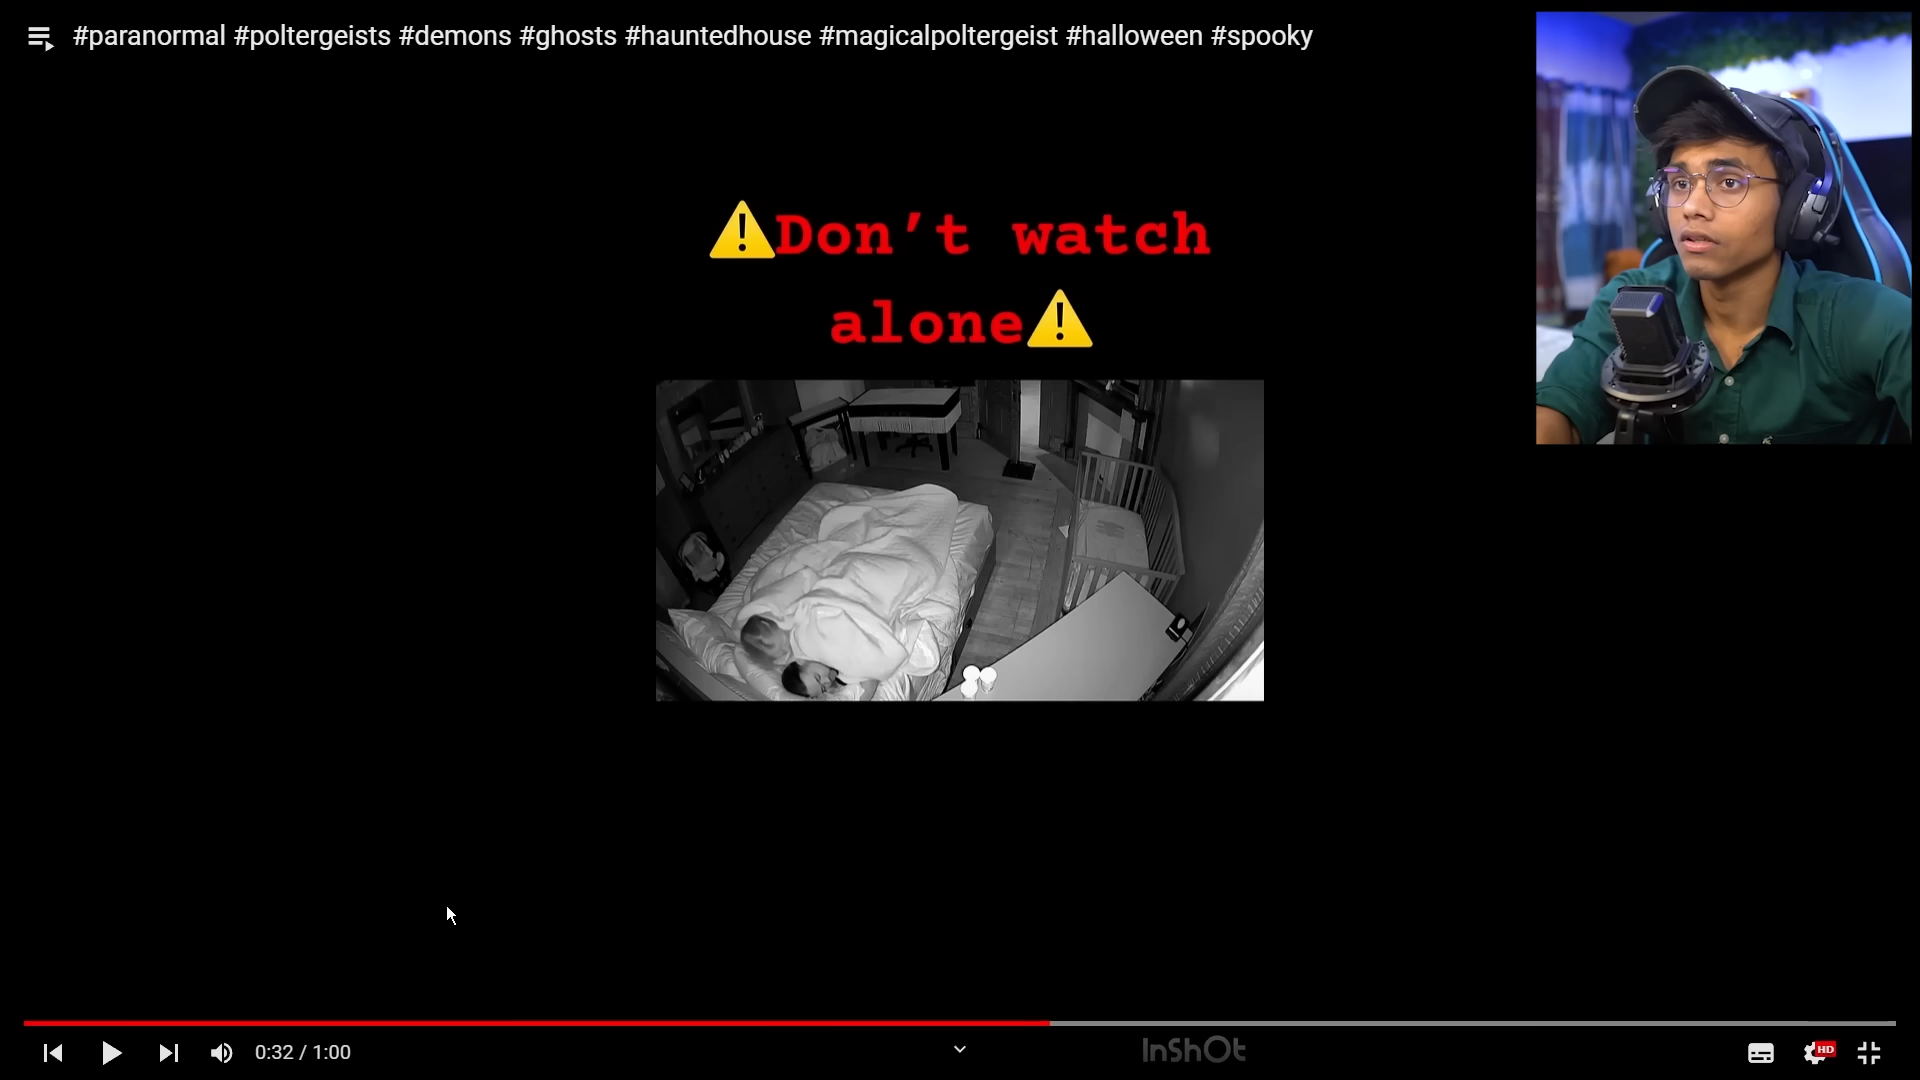 #paranormal #poltergeists #demons #ghosts #hauntedhouse #magicalpoltergeist #halloween #spooky
⚠️Don't watch
alone⚠️
0:32 / 1:00
InShOt
HD